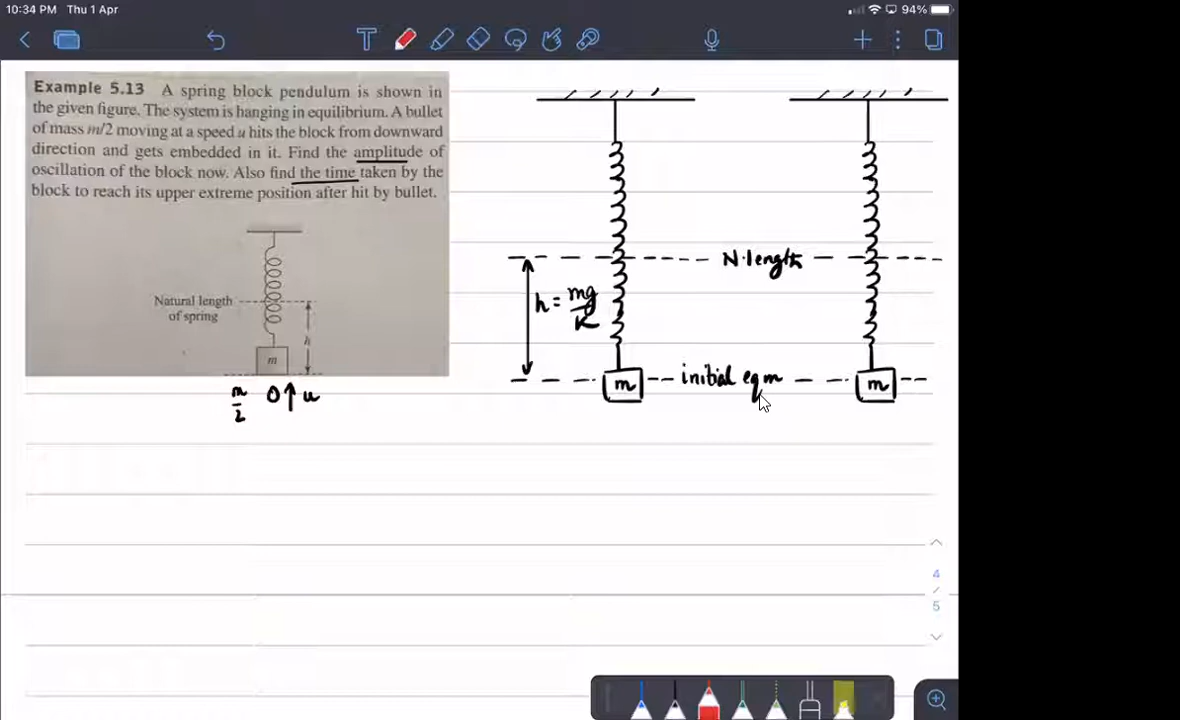 10:34 PM Thu 1 Apr
94%
Example 5.13 A spring block pendulum is shown in
the given figure. The system is hanging in equilibrium. A bullet
of mass m/2 moving at a speed u hits the block from downward
direction and gets embedded in it. Find the amplitude of
oscillation of the block now. Also find the time taken by the
block to reach its upper extreme position after hit by bullet.
Natural length
of spring
h
m
m/2 u
N.length
h = mg/K
initial eqm
m
m
4
/
5